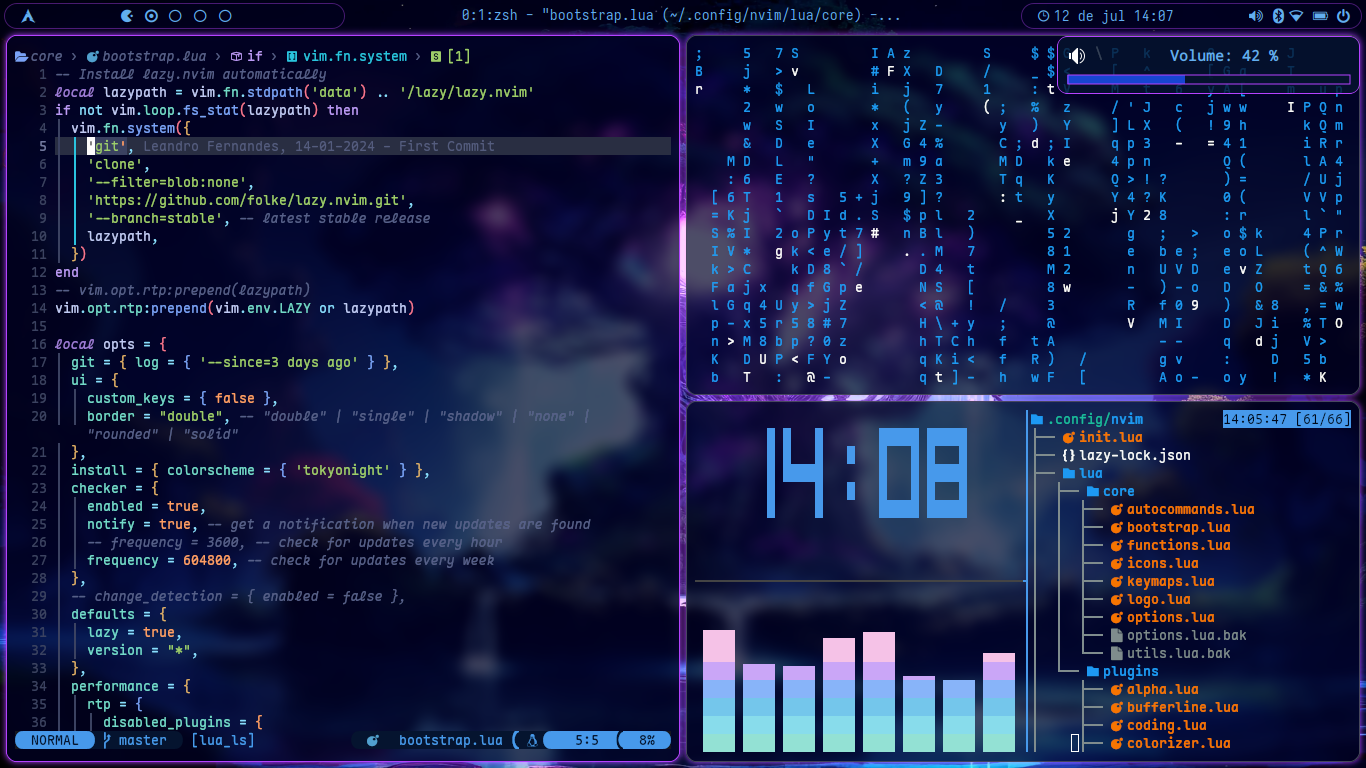 0:1:zsh - "bootstrap.lua (~/.config/nvim/lua/core) -...
12 de jul 14:07
core › bootstrap.lua › if › vim.fn.system › [1]
1 -- Install lazy.nvim automatically
2 local lazypath = vim.fn.stdpath('data') .. '/lazy/lazy.nvim'
3 if not vim.loop.fs_stat(lazypath) then
4 vim.fn.system({
5 'git', Leandro Fernandes, 14-01-2024 - First Commit
6 'clone',
7 '--filter=blob:none',
8 'https://github.com/folke/lazy.nvim.git',
9 '--branch=stable', -- latest stable release
10 lazypath,
11 })
12 end
13 -- vim.opt.rtp:prepend(lazypath)
14 vim.opt.rtp:prepend(vim.env.LAZY or lazypath)
15
16 local opts = {
17 git = { log = { '--since=3 days ago' } },
18 ui = {
19 custom_keys = { false },
20 border = "double", -- "double" | "single" | "shadow" | "none" |
"rounded" | "solid"
21 },
22 install = { colorscheme = { 'tokyonight' } },
23 checker = {
24 enabled = true,
25 notify = true, -- get a notification when new updates are found
26 -- frequency = 3600, -- check for updates every hour
27 frequency = 604800, -- check for updates every week
28 },
29 -- change_detection = { enabled = false },
30 defaults = {
31 lazy = true,
32 version = "*",
33 },
34 performance = {
35 rtp = {
36 disabled_plugins = {
NORMAL master [lua_ls] bootstrap.lua 5:5 8%
Volume: 42 %
14:08
.config/nvim 14:05:47 [61/66]
init.lua
{} lazy-lock.json
lua
core
autocommands.lua
bootstrap.lua
functions.lua
icons.lua
keymaps.lua
logo.lua
options.lua
options.lua.bak
utils.lua.bak
plugins
alpha.lua
bufferline.lua
coding.lua
colorizer.lua